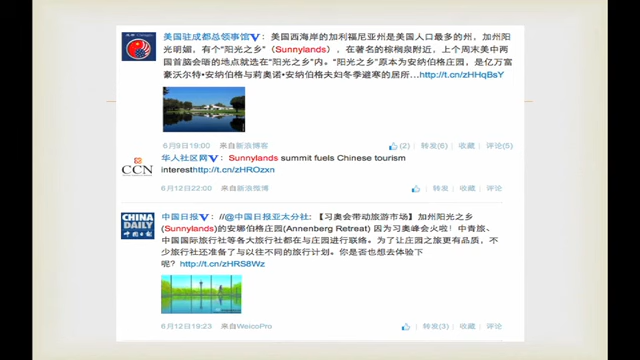 美国驻成都总领事馆V：美国西海岸的加利福尼亚州是美国人口最多的州，加州阳
光明媚，有个“阳光之乡”（Sunnylands），在著名的棕榈泉附近，上个周末美中两
国首脑会晤的地点就选在“阳光之乡”内。“阳光之乡”原本为安纳伯格庄园，是亿万富
豪沃尔特•安纳伯格与莉奥诺•安纳伯格夫妇冬季避寒的居所...http://t.cn/zHHqBsY
6月9日19:00 来自新浪博客 (2) | 转发(6) | 收藏 | 评论(5)
CCN
华人社区网V：Sunnylands summit fuels Chinese tourism
interesthttp://t.cn/zHROzxn
6月12日22:00 来自新浪微博 | 转发 | 收藏 | 评论
CHINA DAILY 中国日报
中国日报V：//@中国日报亚太分社:【习奥会带动旅游市场】加州阳光之乡
(Sunnylands)的安娜伯格庄园(Annenberg Retreat) 因为习奥峰会火啦！中青旅、
中国国际旅行社等各大旅行社都在与庄园进行联络。为了让庄园之旅更有品质，不
少旅行社还准备了与以往不同的旅行计划。你是否也想去体验下
呢？http://t.cn/zHRS8Wz
6月12日19:23 来自WeicoPro | 转发(3) | 收藏 | 评论